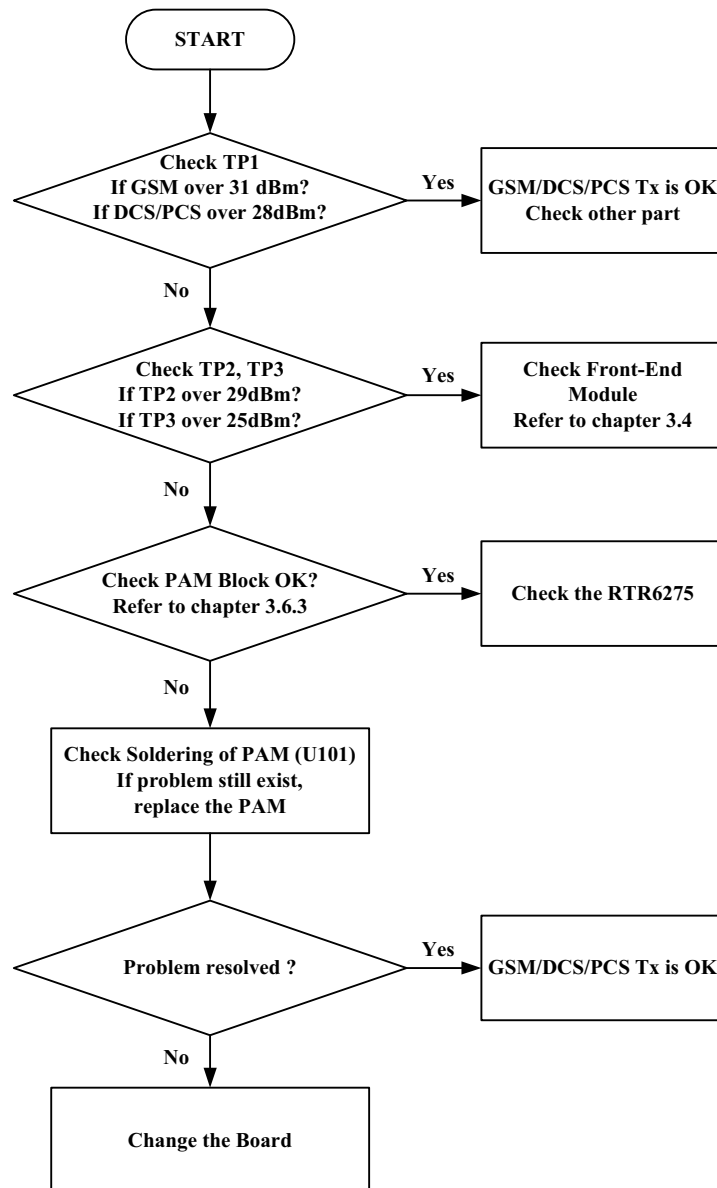 START
Check TP1
If GSM over 31 dBm?
If DCS/PCS over 28dBm?
Yes
GSM/DCS/PCS Tx is OK
Check other part
No
Check TP2, TP3
If TP2 over 29dBm?
If TP3 over 25dBm?
Yes
Check Front-End
Module
Refer to chapter 3.4
No
Check PAM Block OK?
Refer to chapter 3.6.3
Yes
Check the RTR6275
No
Check Soldering of PAM (U101)
If problem still exist,
replace the PAM
Problem resolved ?
Yes
GSM/DCS/PCS Tx is OK
No
Change the Board